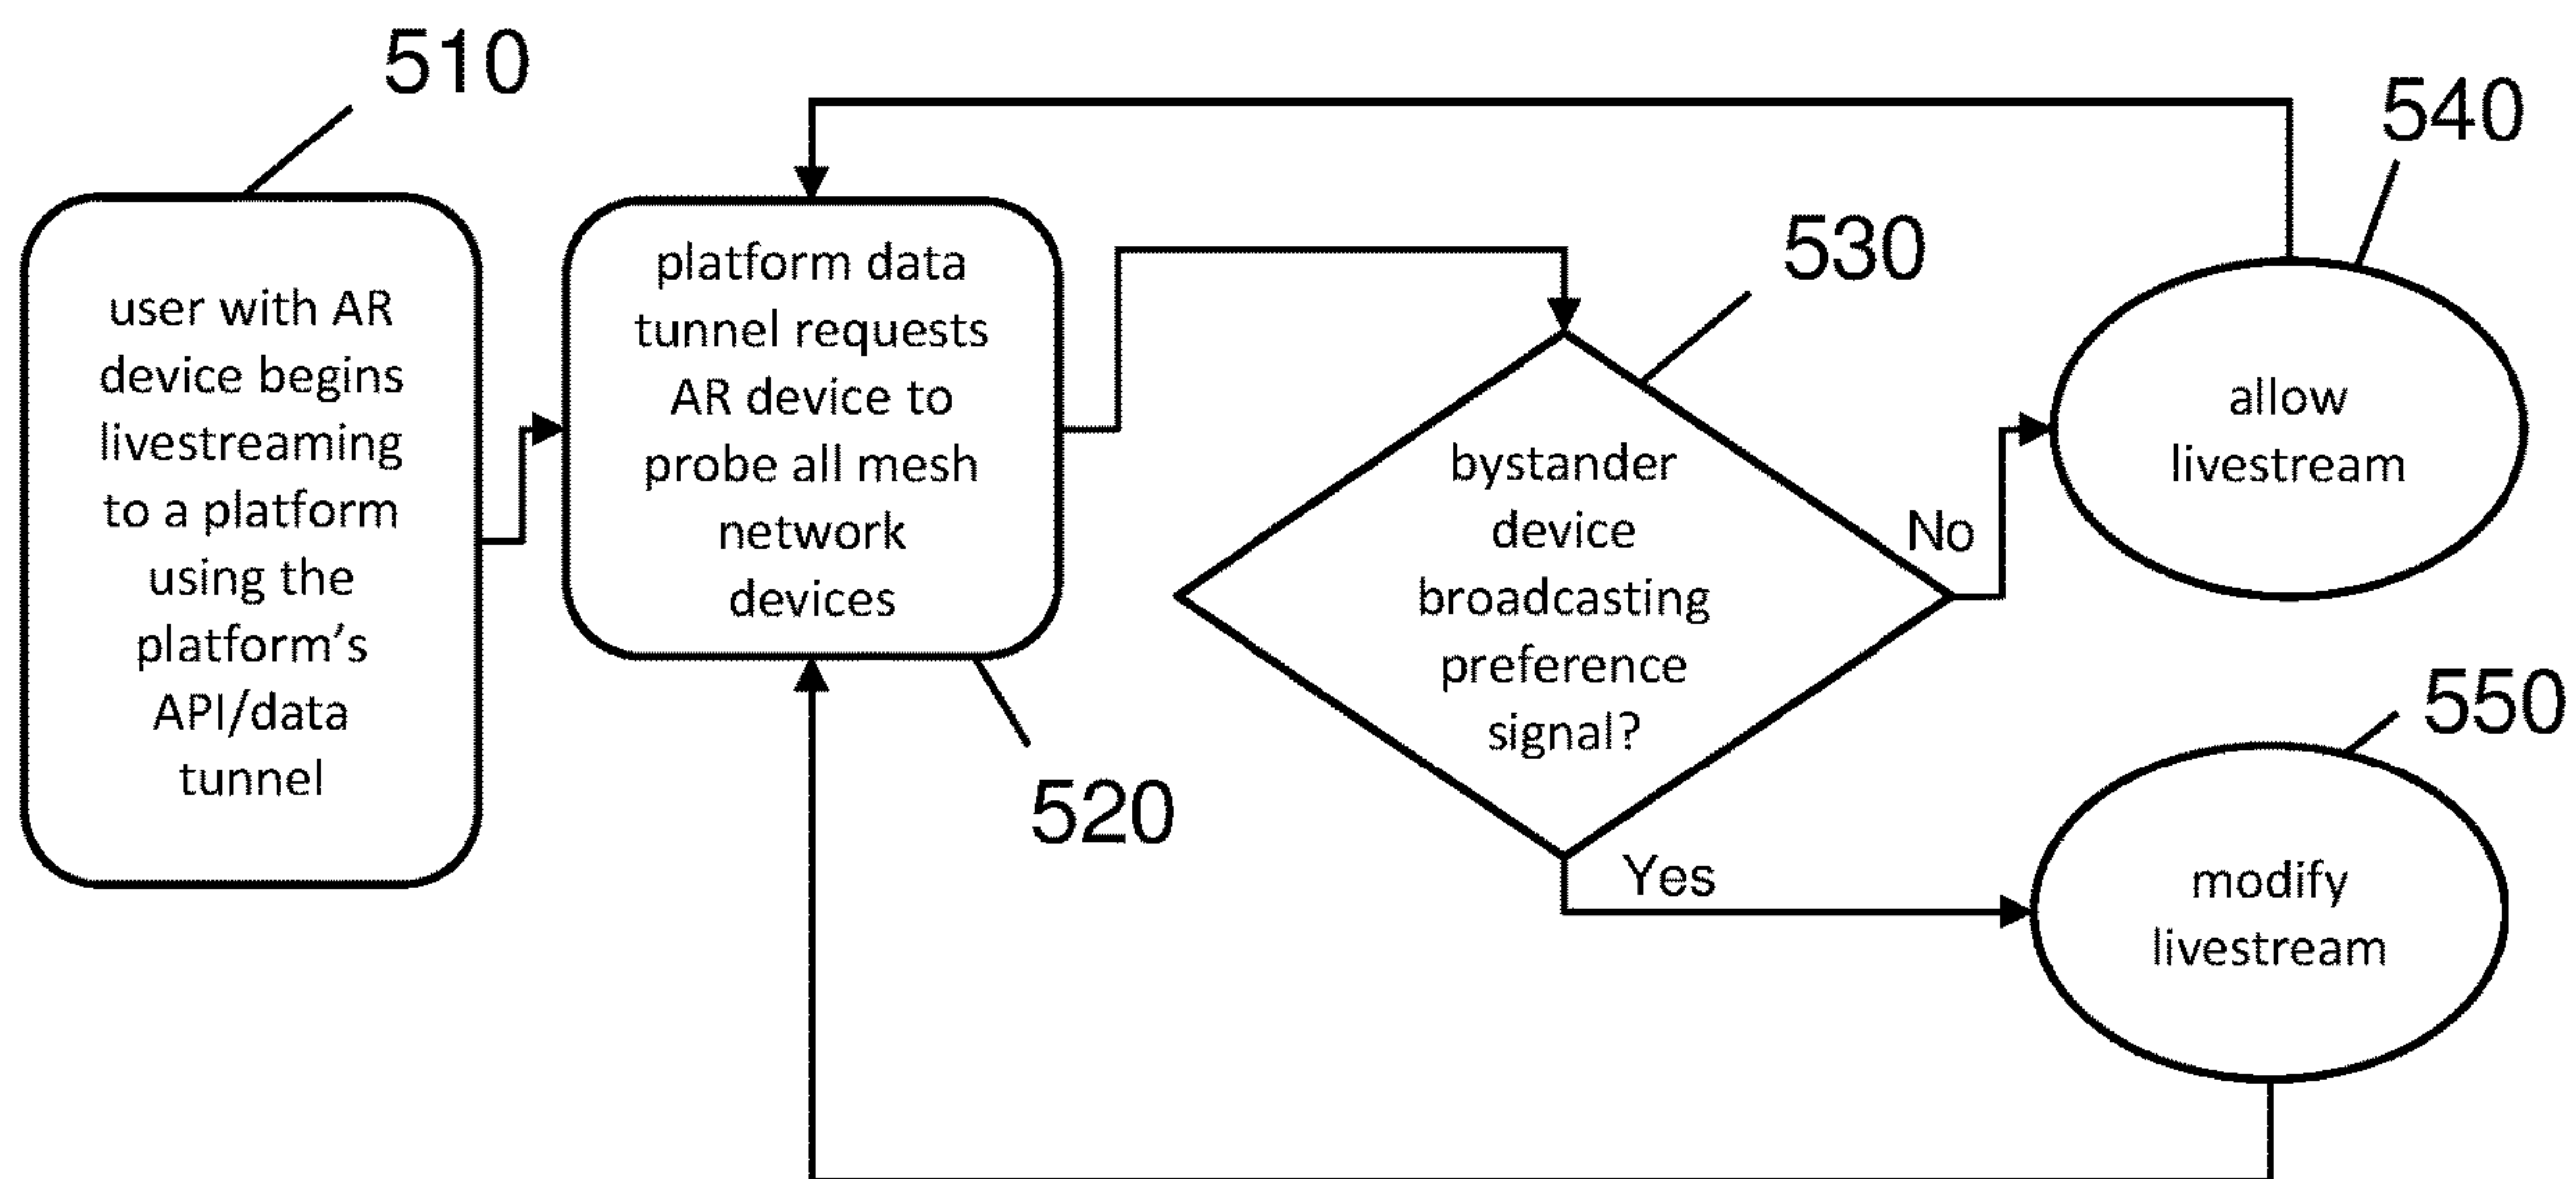 510
user with AR
device begins
livestreaming
to a platform
using the
platform’s
API/data
tunnel
platform data
tunnel requests
AR device to
probe all mesh
network
devices
520
530
bystander
device
broadcasting
preference
signal?
No
Yes
540
allow
livestream
550
modify
livestream